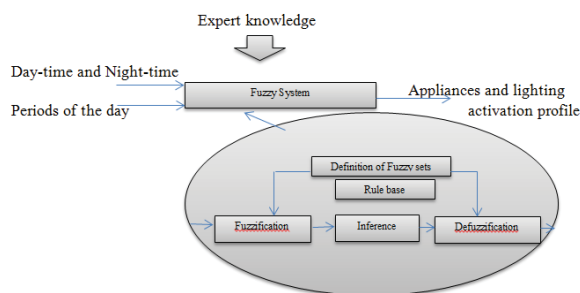 Expert knowledge
Day-time and Night-time
Fuzzy System
Appliances and lighting
activation profile
Periods of the day
Definition of Fuzzy sets
Rule base
Fuzzification
Inference
Defuzzification